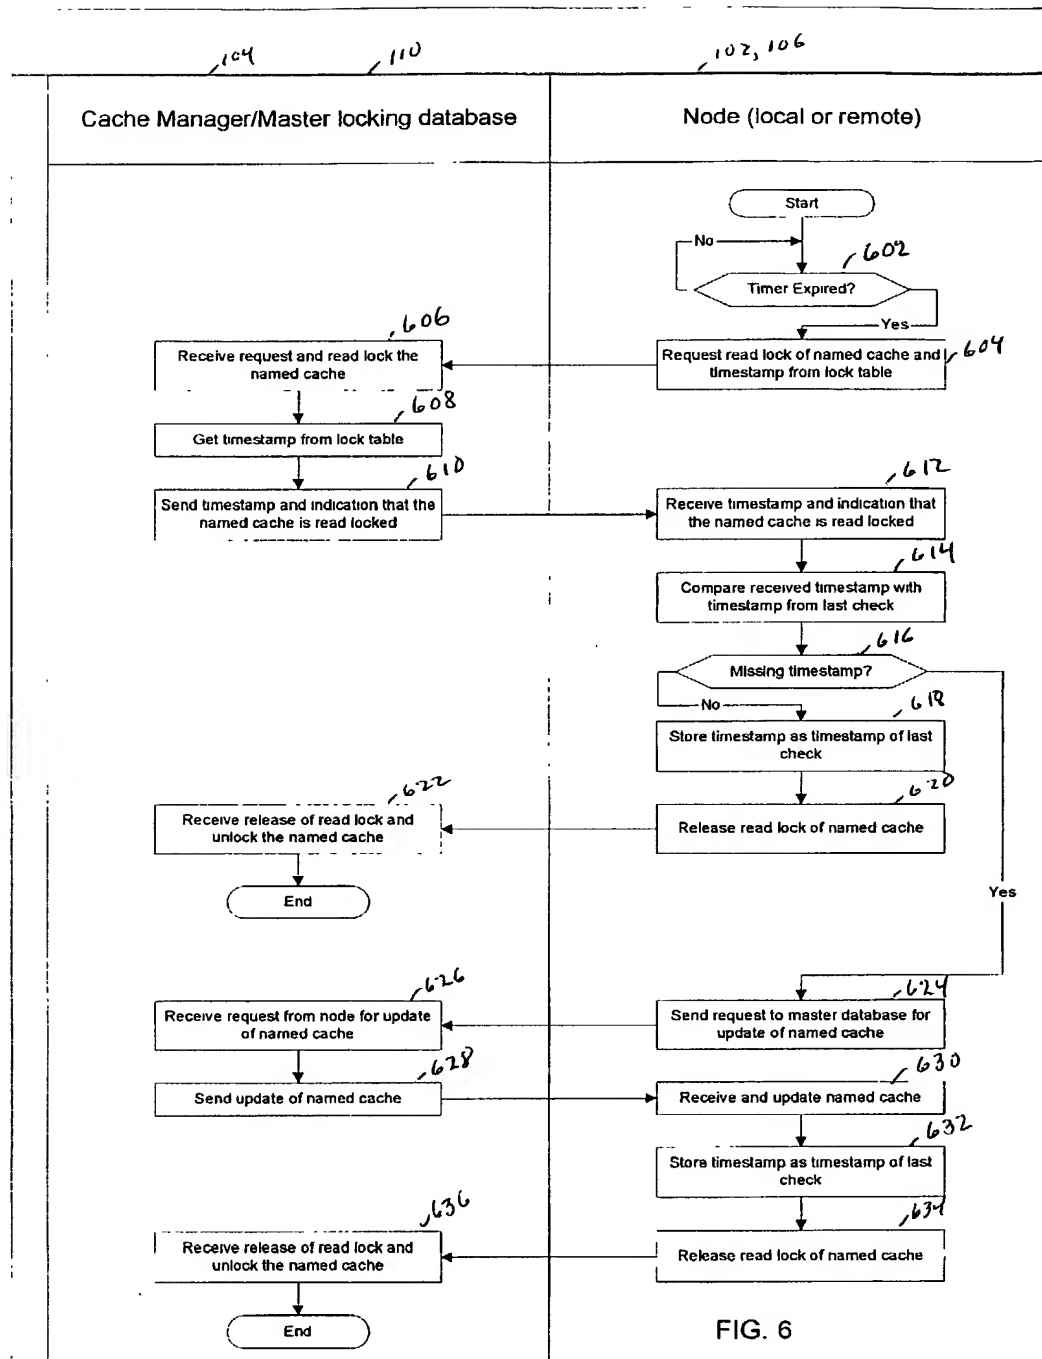 104
110
102, 106
Cache Manager/Master locking database
Node (local or remote)
Start
No
602
Timer Expired?
Yes
606
Receive request and read lock the
named cache
Request read lock of named cache and
timestamp from lock table
604
608
Get timestamp from lock table
610
Send timestamp and indication that the
named cache is read locked
612
Receive timestamp and indication that
the named cache is read locked
614
Compare received timestamp with
timestamp from last check
616
Missing timestamp?
No
618
Store timestamp as timestamp of last
check
622
Receive release of read lock and
unlock the named cache
620
Release read lock of named cache
End
Yes
626
Receive request from node for update
of named cache
624
Send request to master database for
update of named cache
628
Send update of named cache
630
Receive and update named cache
632
Store timestamp as timestamp of last
check
636
Receive release of read lock and
unlock the named cache
634
Release read lock of named cache
End
FIG. 6